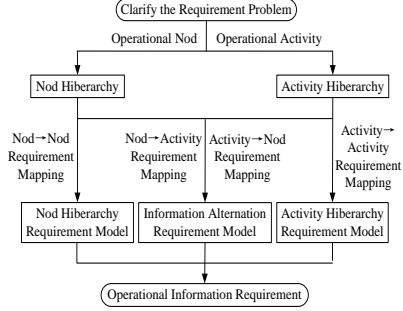 Clarify the Requirement Problem
Operational Nod
Operational Activity
Nod Hiberarchy
Activity Hiberarchy
Nod→Nod
Requirement
Mapping
Nod→Activity
Requirement
Mapping
Activity→Nod
Requirement
Mapping
Activity→
Activity
Requirement
Mapping
Nod Hiberarchy
Requirement Model
Information Alternation
Requirement Model
Activity Hiberarchy
Requirement Model
Operational Information Requirement